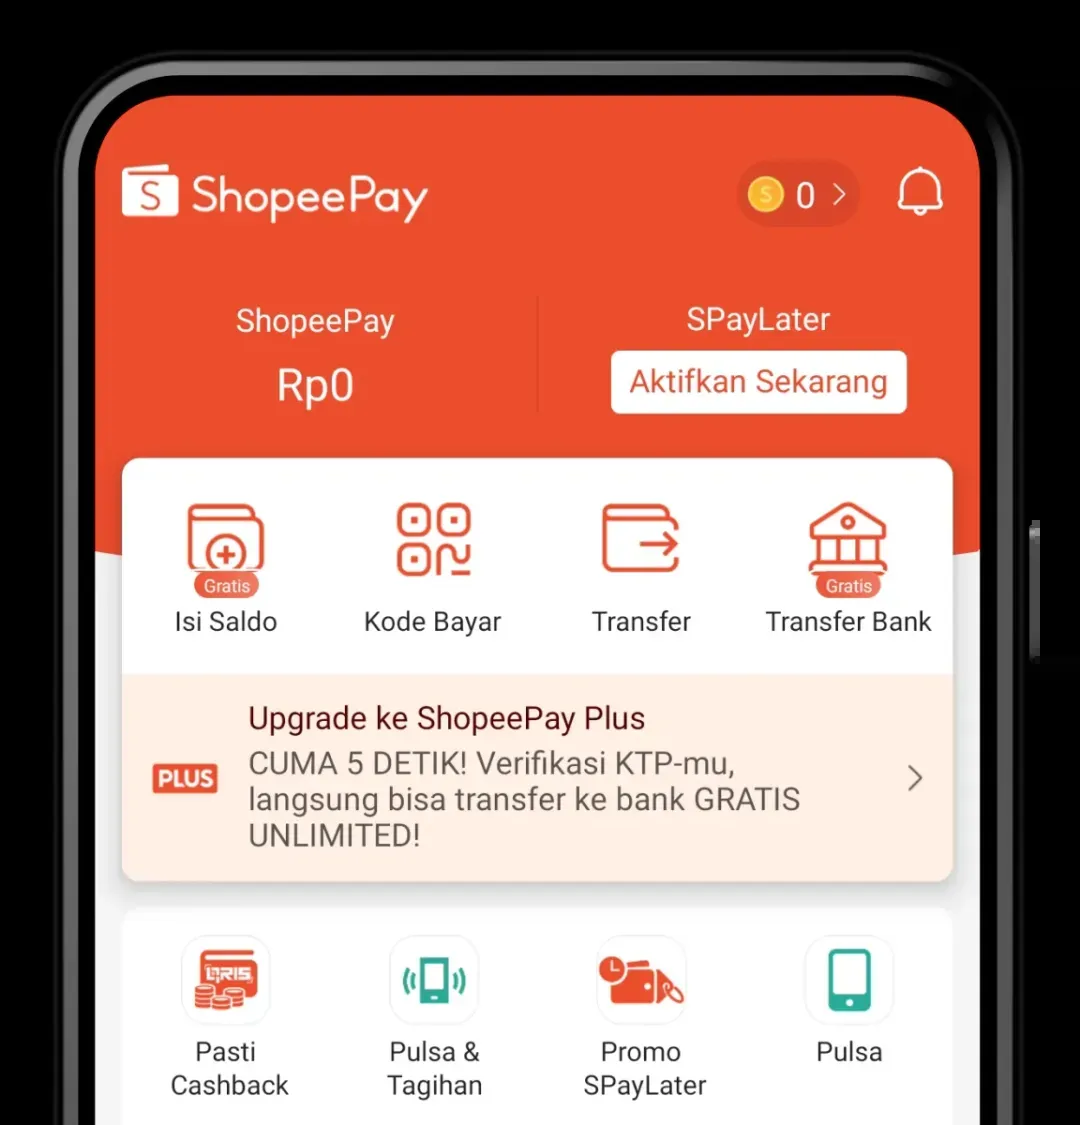 S ShopeePay
S 0
ShopeePay
SPayLater
Rp0
Aktifkan Sekarang
Gratis
Gratis
Isi Saldo
Kode Bayar
Transfer
Transfer Bank
Upgrade ke ShopeePay Plus
PLUS
CUMA 5 DETIK! Verifikasi KTP-mu,
langsung bisa transfer ke bank GRATIS
UNLIMITED!
QRIS
Pasti
Cashback
Pulsa &
Tagihan
Promo
SPayLater
Pulsa